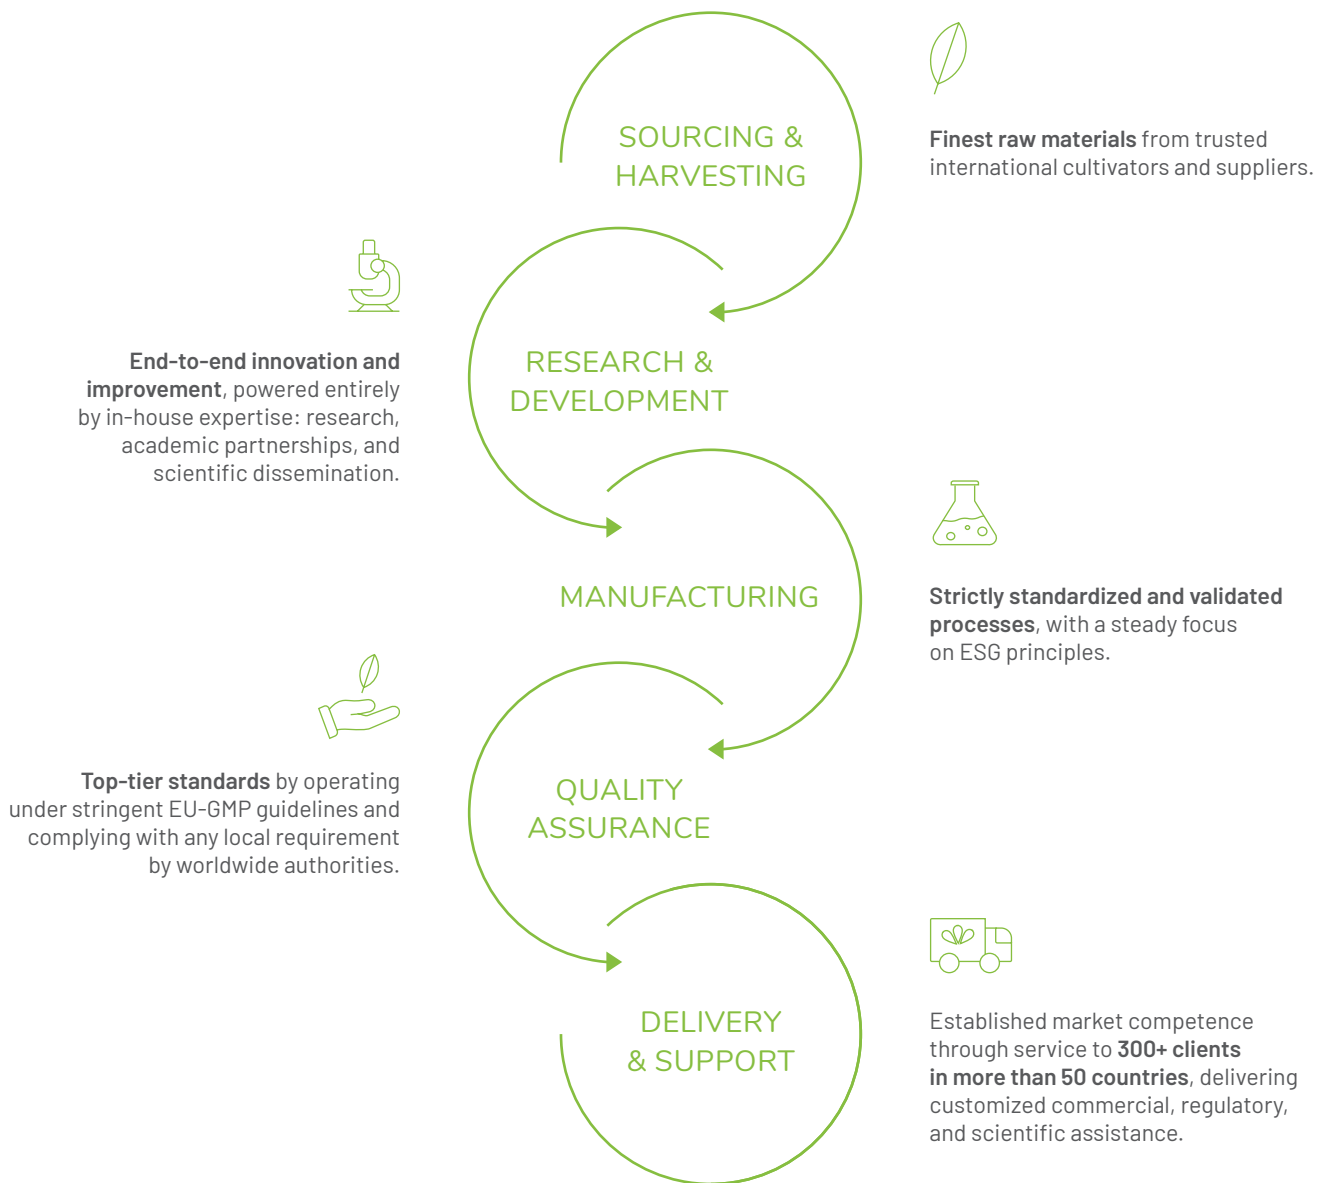 SOURCING &
HARVESTING
Finest raw materials from trusted
international cultivators and suppliers.
RESEARCH &
DEVELOPMENT
End-to-end innovation and
improvement, powered entirely
by in-house expertise: research,
academic partnerships, and
scientific dissemination.
MANUFACTURING
Strictly standardized and validated
processes, with a steady focus
on ESG principles.
QUALITY
ASSURANCE
Top-tier standards by operating
under stringent EU-GMP guidelines and
complying with any local requirement
by worldwide authorities.
DELIVERY
& SUPPORT
Established market competence
through service to 300+ clients
in more than 50 countries, delivering
customized commercial, regulatory,
and scientific assistance.